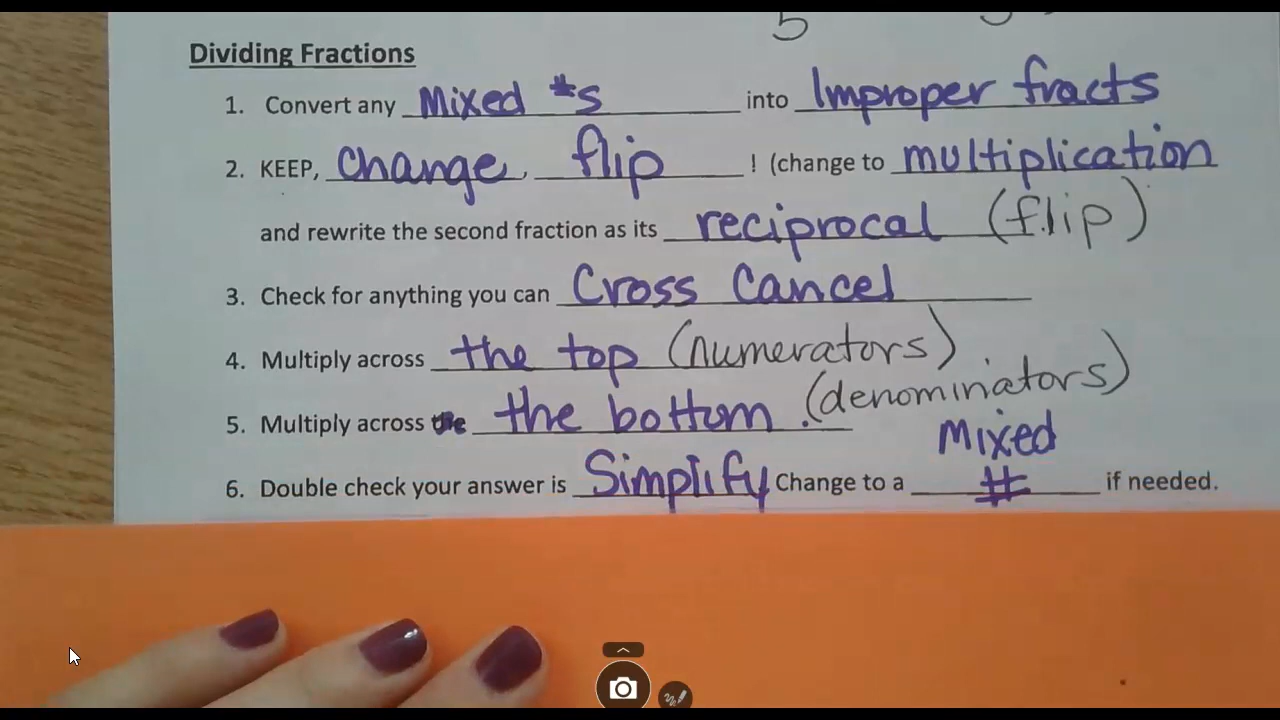 5
Dividing Fractions
1. Convert any Mixed #s into Improper fracts
2. KEEP, change, flip ! (change to multiplication
and rewrite the second fraction as its reciprocal (flip)
3. Check for anything you can Cross Cancel
4. Multiply across the top (numerators)
5. Multiply across the the bottom. (denominators)
6. Double check your answer is Simplify Change to a Mixed # if needed.